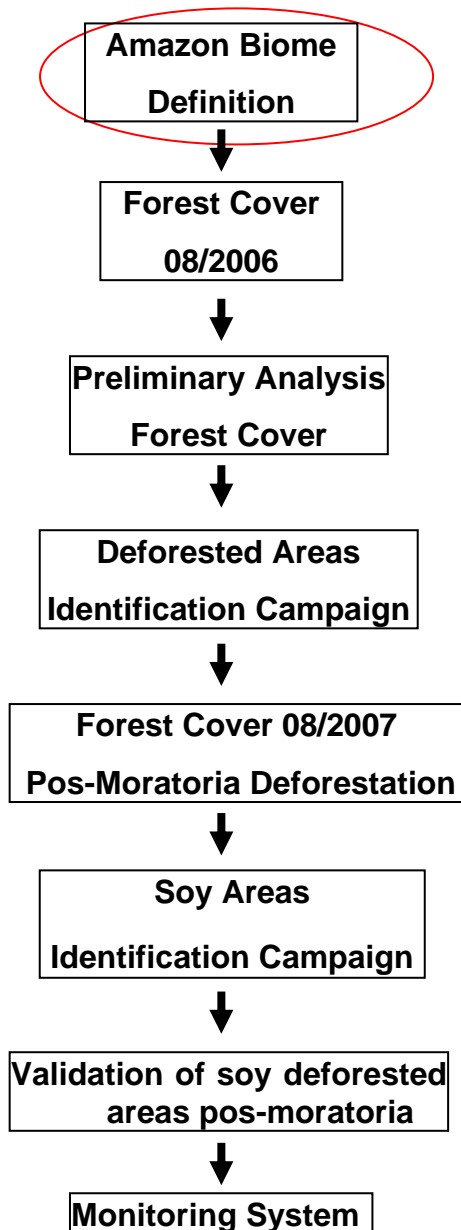 Amazon Biome
Definition
Forest Cover
08/2006
Preliminary Analysis
Forest Cover
Deforested Areas
Identification Campaign
Forest Cover 08/2007
Pos-Moratoria Deforestation
Soy Areas
Identification Campaign
Validation of soy deforested
areas pos-moratoria
Monitoring System